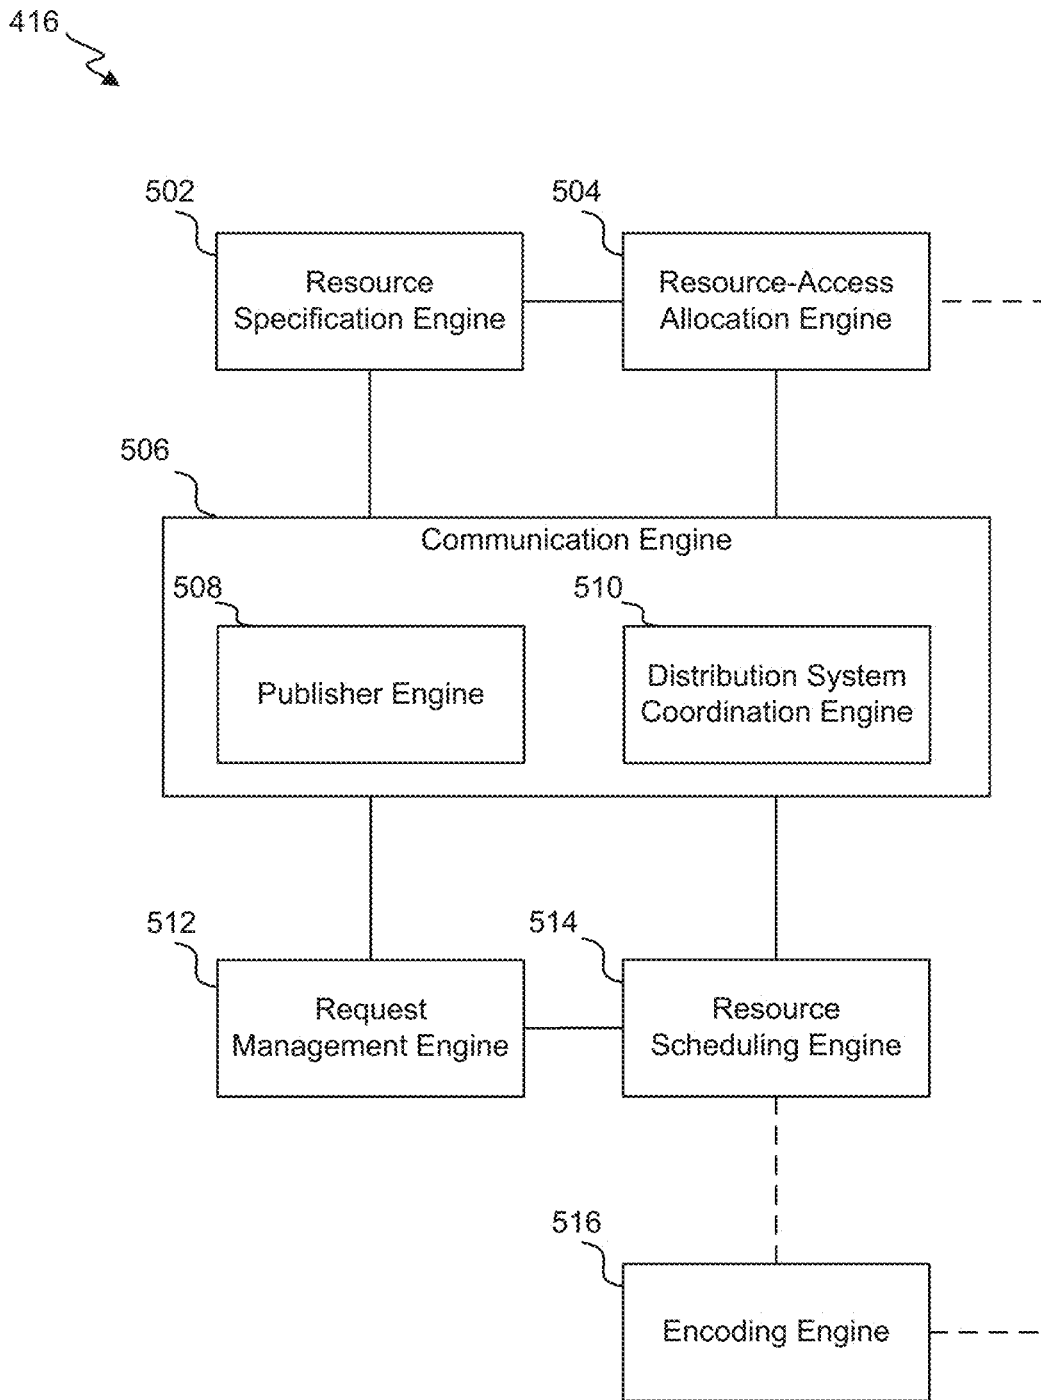 416
502
504
Resource
Specification Engine
Resource-Access
Allocation Engine
506
Communication Engine
508
510
Publisher Engine
Distribution System
Coordination Engine
512
514
Request
Management Engine
Resource
Scheduling Engine
516
Encoding Engine